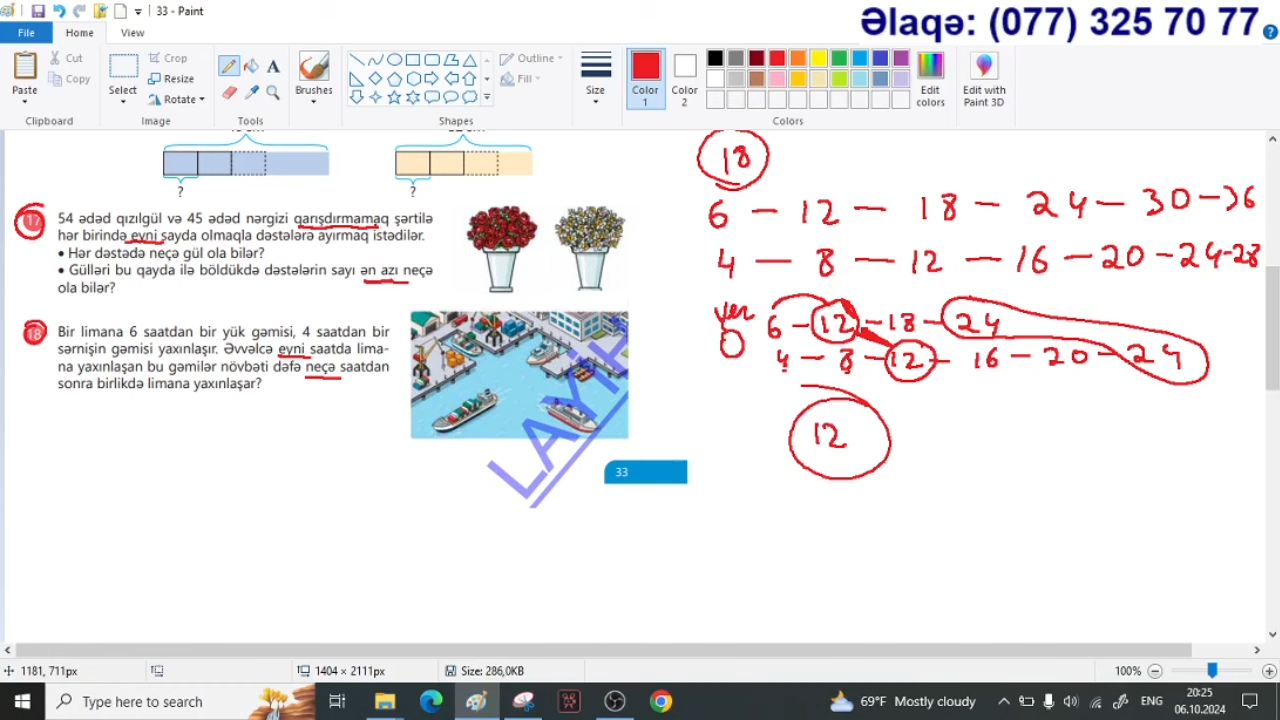 33 - Paint
Əlaqə: (077) 325 70 77
File
Home
View
Paste
Cut
Copy
Clipboard
Select
Crop
Resize
Rotate
Image
A
Tools
Brushes
Outline
Fill
Shapes
Size
Color 1
Color 2
Edit colors
Edit with Paint 3D
Colors
? ?
17 54 ədəd qızılgül və 45 ədəd nərgizi qarışdırmamaq şərtilə
hər birində eyni sayda olmaqla dəstələrə ayırmaq istədilər.
• Hər dəstədə neçə gül ola bilər?
• Gülləri bu qayda ilə böldükdə dəstələrin sayı ən azı neçə
ola bilər?
18 Bir limana 6 saatdan bir yük gəmisi, 4 saatdan bir
sərnişin gəmisi yaxınlaşır. Əvvəlcə eyni saatda lima-
na yaxınlaşan bu gəmilər növbəti dəfə neçə saatdan
sonra birlikdə limana yaxınlaşar?
33
LAYİH
18
6 — 12 — 18 — 24 — 30 — 36
4 — 8 — 12 — 16 — 20 — 24 - 28
6 — 12 — 18 — 24
4 — 8 — 12 — 16 — 20 — 24
12
1181, 711px
1404 × 2111px
Size: 286,0KB
100%
Type here to search
69°F Mostly cloudy
ENG
20:25
06.10.2024